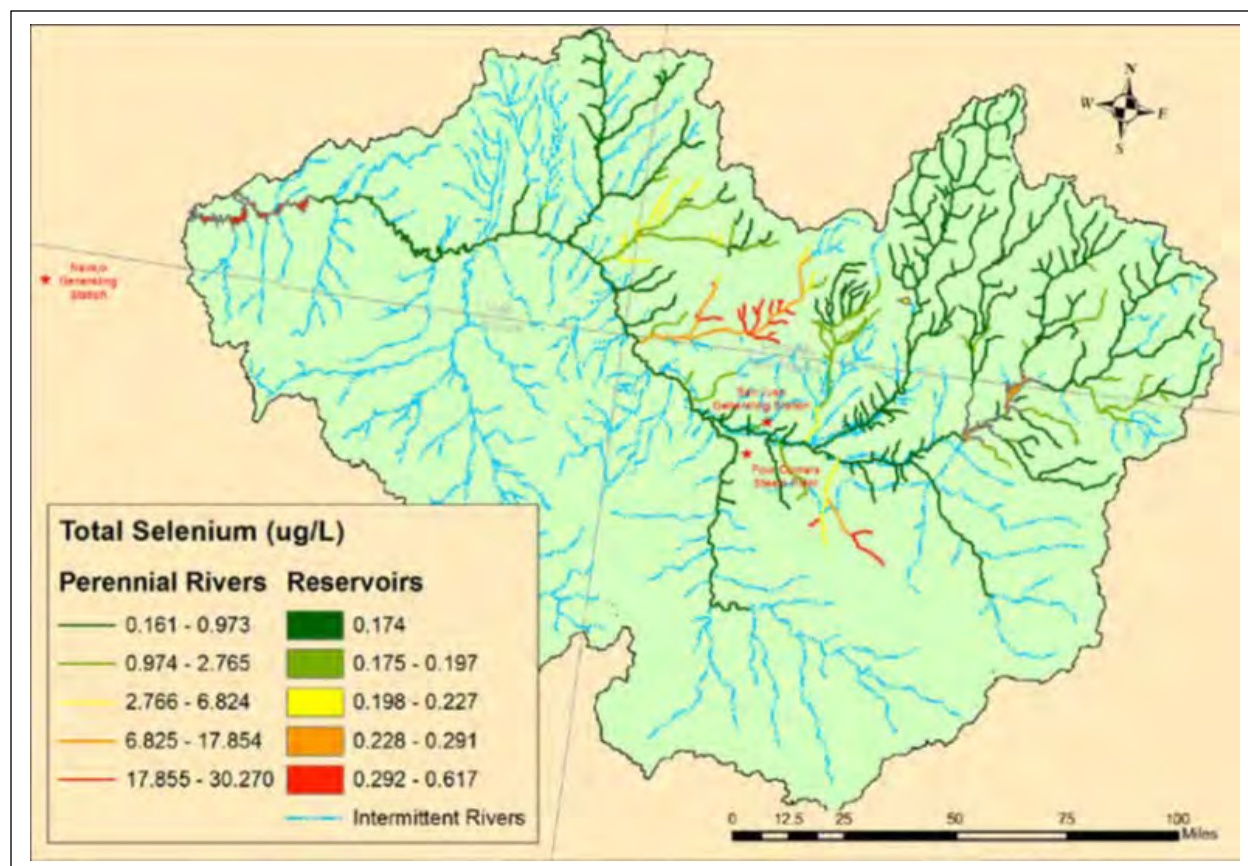 N
W E
S
Navajo
Generating
Station
San Juan
Generating Station
Four Corners
Steam Plant
Total Selenium (ug/L)
Perennial Rivers Reservoirs
0.161 - 0.973 0.174
0.974 - 2.765 0.175 - 0.197
2.766 - 6.824 0.198 - 0.227
6.825 - 17.854 0.228 - 0.291
17.855 - 30.270 0.292 - 0.617
Intermittent Rivers
0 12.5 25 50 75 100
Miles